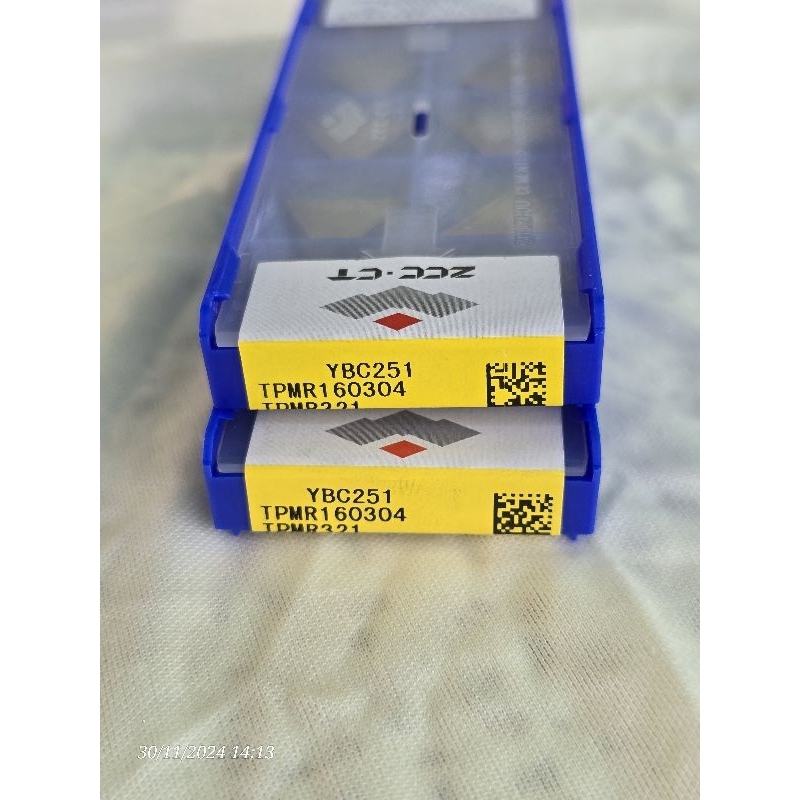 ZCC·CT
YBC251
TPMR160304
TPMR321
YBC251
TPMR160304
TPMR321
30/11/2024 14:13